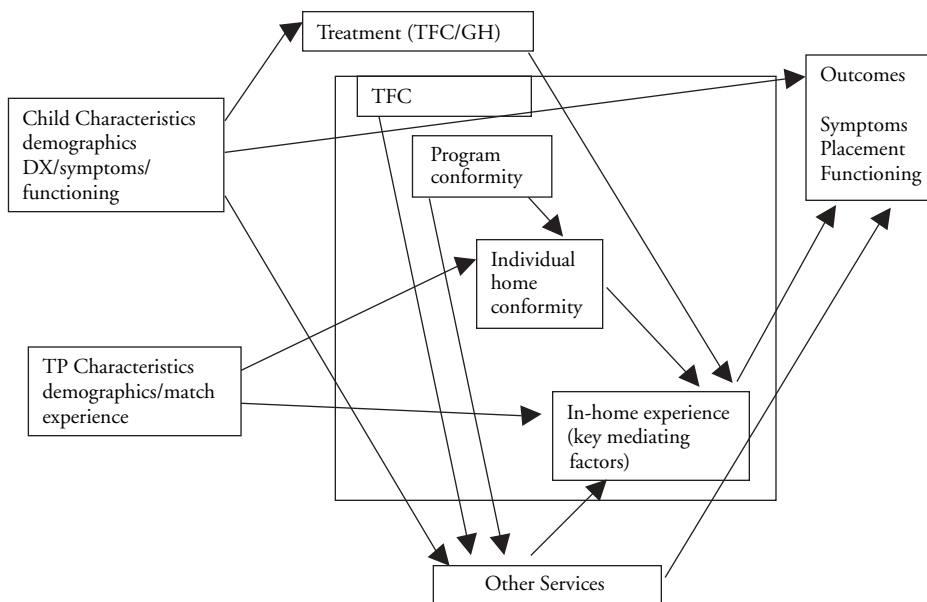 Treatment (TFC/GH)
Outcomes
Symptoms
Placement
Functioning
TFC
Child Characteristics
demographics
DX/symptoms/
functioning
Program
conformity
Individual
home
conformity
TP Characteristics
demographics/match
experience
In-home experience
(key mediating
factors)
Other Services